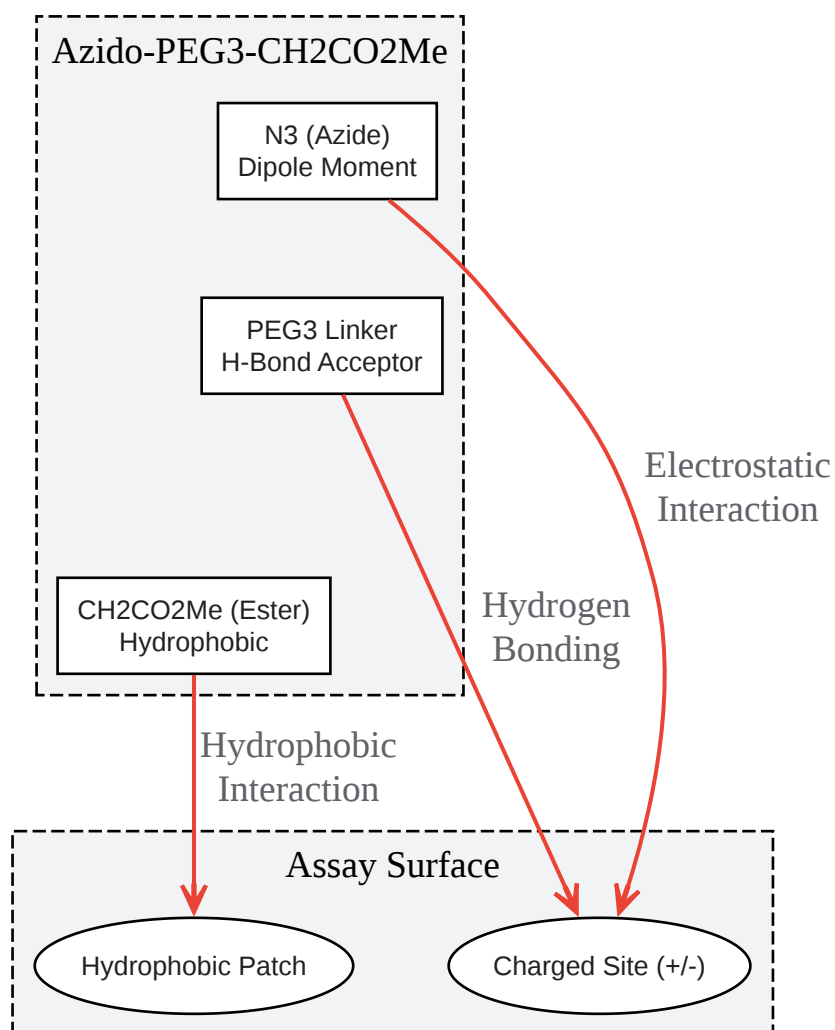 Azido-PEG3-CH2CO2Me
N3 (Azide)
Dipole Moment
PEG3 Linker
H-Bond Acceptor
Electrostatic
Interaction
CH2CO2Me (Ester)
Hydrophobic
Hydrogen
Bonding
Hydrophobic
Interaction
Assay Surface
Hydrophobic Patch
Charged Site (+/-)